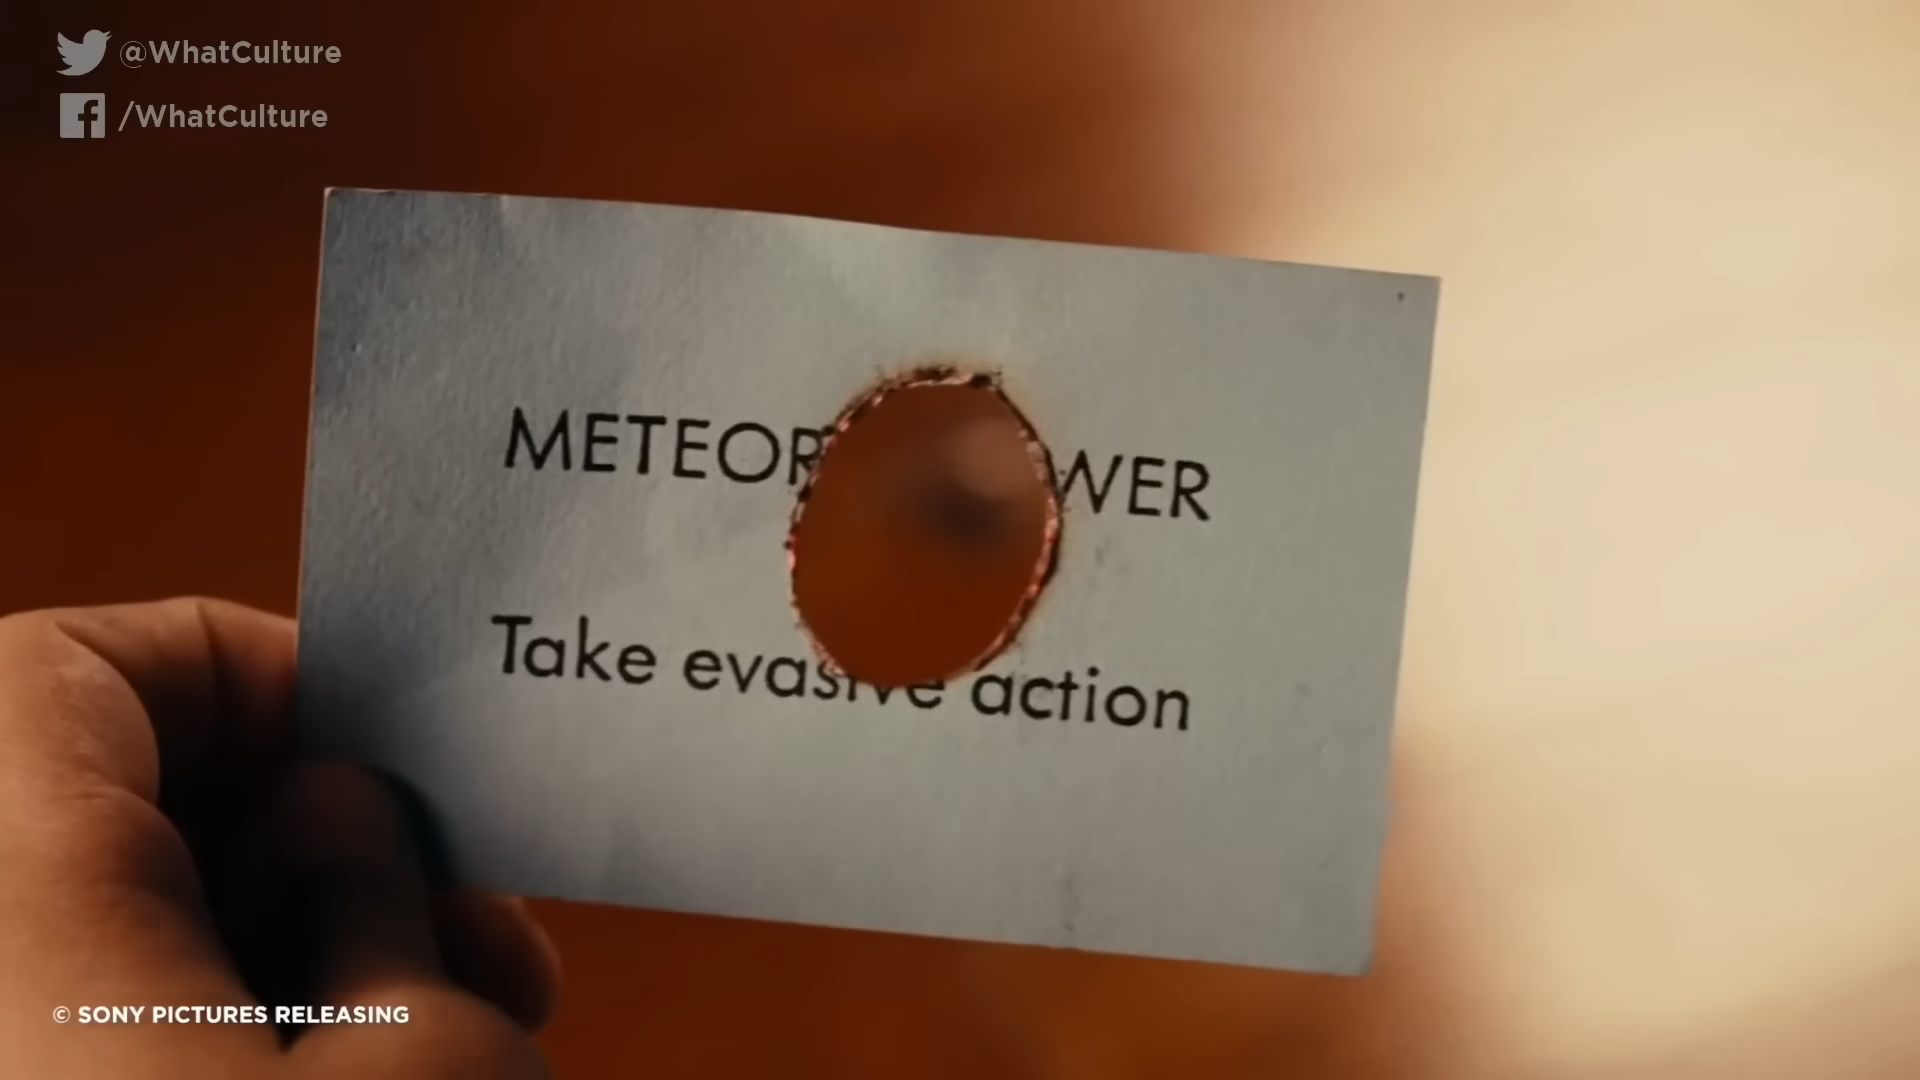 @WhatCulture
/WhatCulture
METEOR WER
Take evasive action
© SONY PICTURES RELEASING